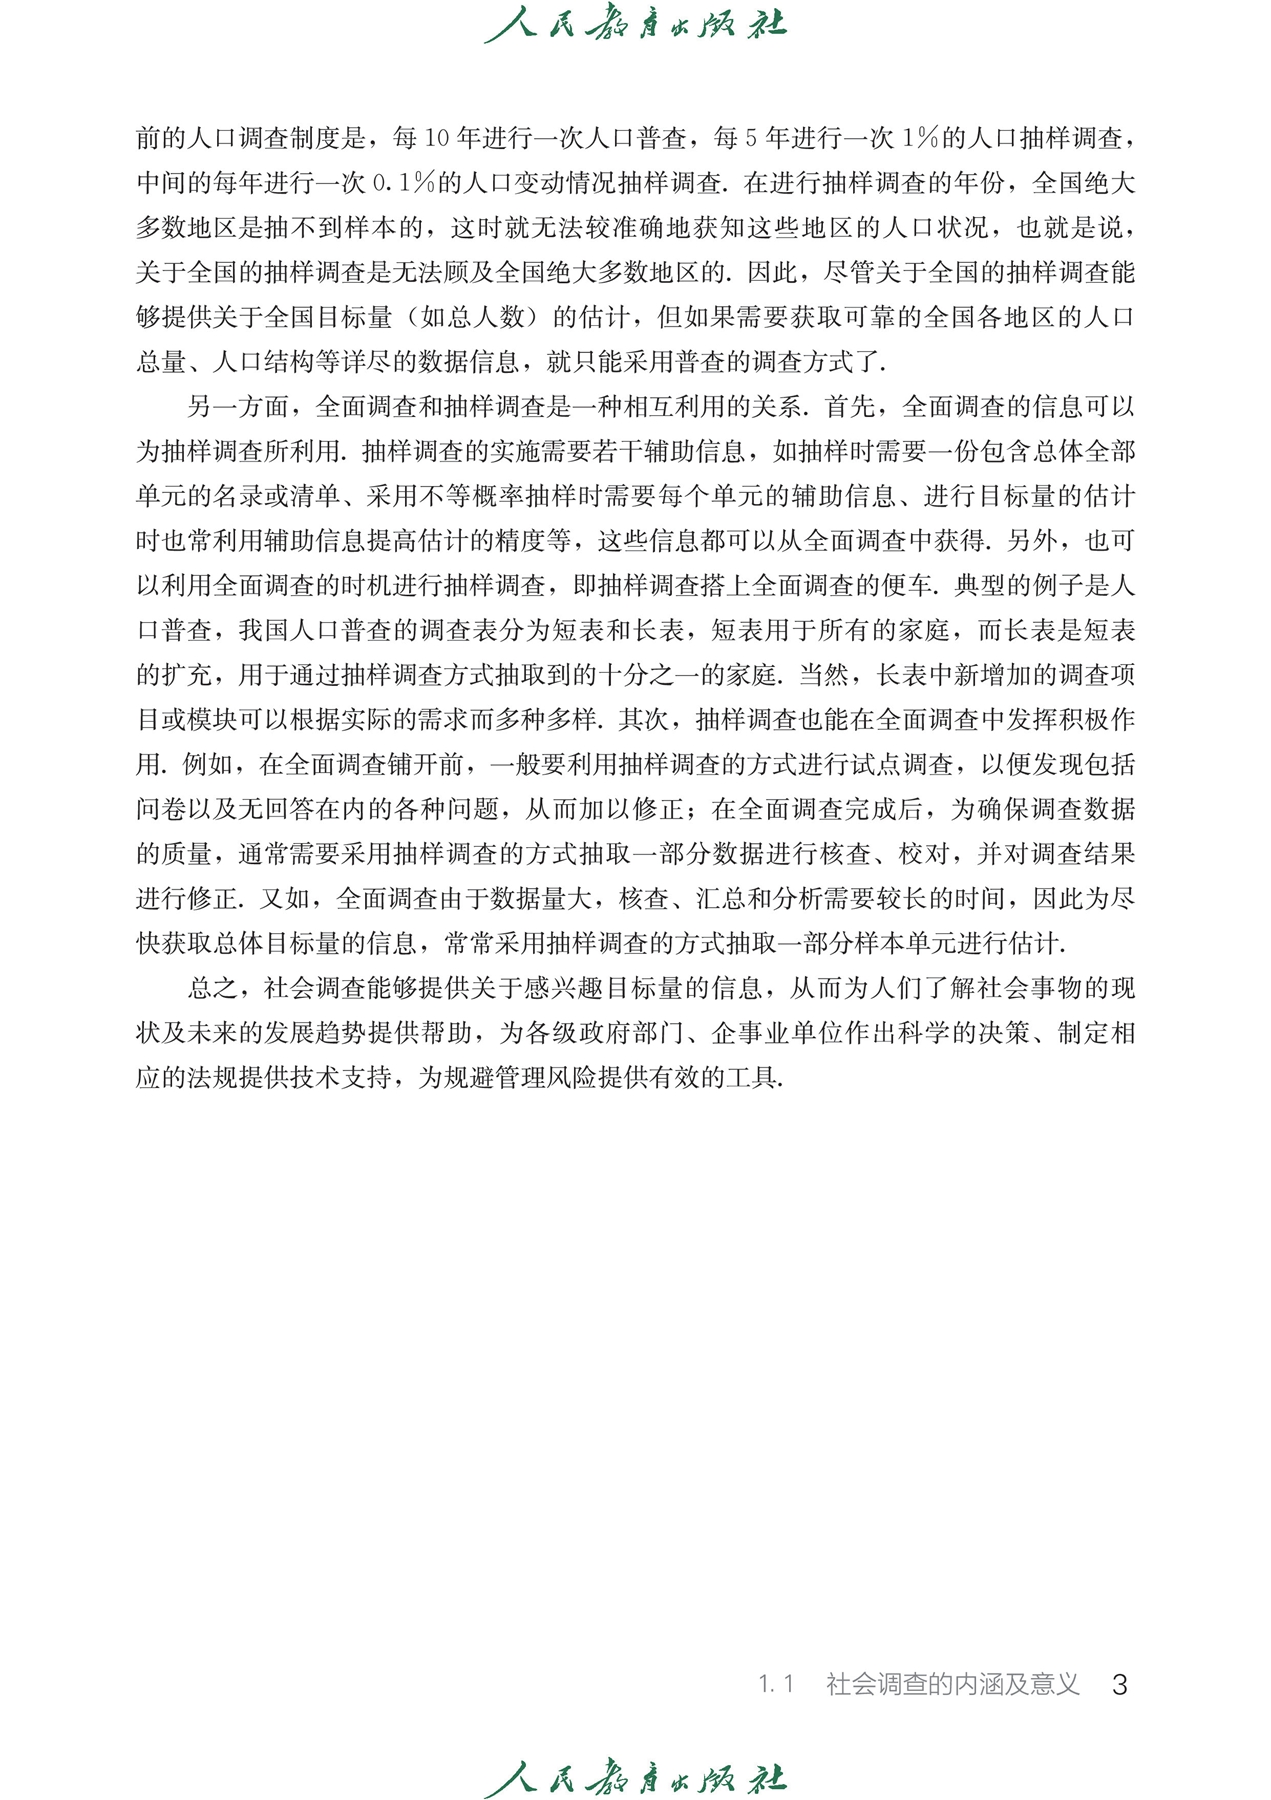 人民教育出版社
前的人口调查制度是，每 10 年进行一次人口普查，每 5 年进行一次 1%的人口抽样调查，
中间的每年进行一次 0.1%的人口变动情况抽样调查. 在进行抽样调查的年份，全国绝大
多数地区是抽不到样本的，这时就无法较准确地获知这些地区的人口状况，也就是说，
关于全国的抽样调查是无法顾及全国绝大多数地区的. 因此，尽管关于全国的抽样调查能
够提供关于全国目标量（如总人数）的估计，但如果需要获取可靠的全国各地区的人口
总量、人口结构等详尽的数据信息，就只能采用普查的调查方式了.
另一方面，全面调查和抽样调查是一种相互利用的关系. 首先，全面调查的信息可以
为抽样调查所利用. 抽样调查的实施需要若干辅助信息，如抽样时需要一份包含总体全部
单元的名录或清单、采用不等概率抽样时需要每个单元的辅助信息、进行目标量的估计
时也常利用辅助信息提高估计的精度等，这些信息都可以从全面调查中获得. 另外，也可
以利用全面调查的时机进行抽样调查，即抽样调查搭上全面调查的便车. 典型的例子是人
口普查，我国人口普查的调查表分为短表和长表，短表用于所有的家庭，而长表是短表
的扩充，用于通过抽样调查方式抽取到的十分之一的家庭. 当然，长表中新增加的调查项
目或模块可以根据实际的需求而多种多样. 其次，抽样调查也能在全面调查中发挥积极作
用. 例如，在全面调查铺开前，一般要利用抽样调查的方式进行试点调查，以便发现包括
问卷以及无回答在内的各种问题，从而加以修正；在全面调查完成后，为确保调查数据
的质量，通常需要采用抽样调查的方式抽取一部分数据进行核查、校对，并对调查结果
进行修正. 又如，全面调查由于数据量大，核查、汇总和分析需要较长的时间，因此为尽
快获取总体目标量的信息，常常采用抽样调查的方式抽取一部分样本单元进行估计.
总之，社会调查能够提供关于感兴趣目标量的信息，从而为人们了解社会事物的现
状及未来的发展趋势提供帮助，为各级政府部门、企事业单位作出科学的决策、制定相
应的法规提供技术支持，为规避管理风险提供有效的工具.
1.1 社会调查的内涵及意义 3
人民教育出版社